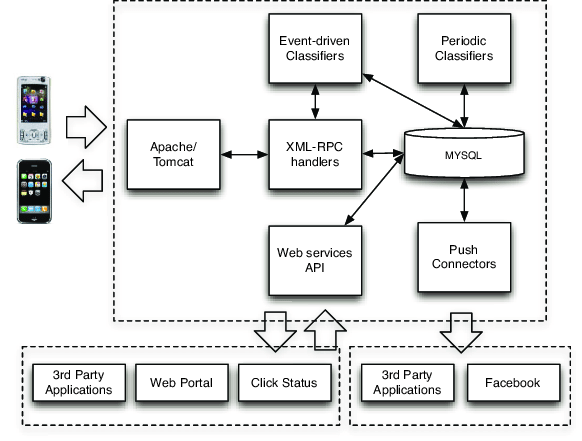 Event-driven
Classifiers
Periodic
Classifiers
Apache/
Tomcat
XML-RPC
handlers
MYSQL
Web services
API
Push
Connectors
3rd Party
Applications
Web Portal
Click Status
3rd Party
Applications
Facebook